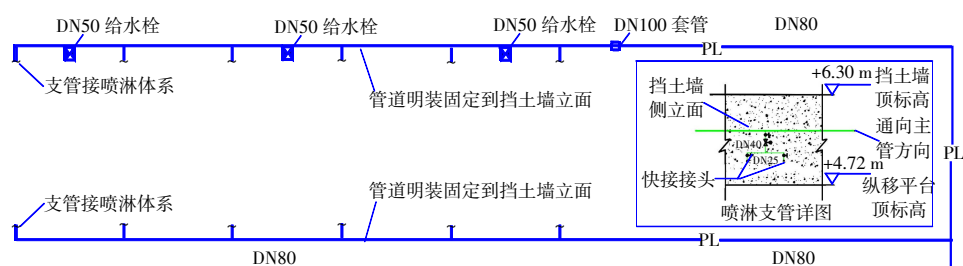 DN50 给水栓
DN50 给水栓
DN50 给水栓
DN100 套管
DN80
PL
支管接喷淋体系
管道明装固定到挡土墙立面
挡土墙
侧立面
+6.30 m
挡土墙
顶标高
通向主
管方向
DN40
DN25
快接接头
+4.72 m
纵移平台
顶标高
喷淋支管详图
PL
支管接喷淋体系
管道明装固定到挡土墙立面
PL
DN80
DN80